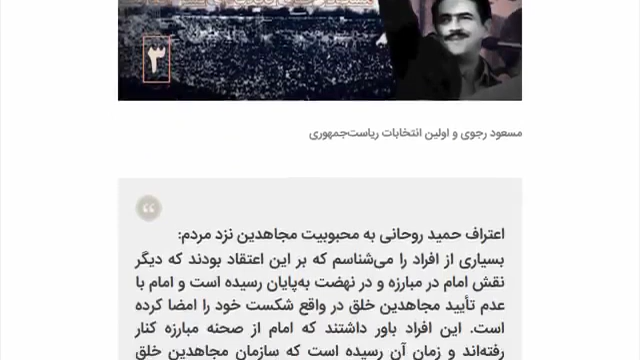 ۳
مسعود رجوی و اولین انتخابات ریاست‌جمهوری
اعتراف حمید روحانی به محبوبیت مجاهدین نزد مردم:
بسیاری از افراد را می‌شناسم که بر این اعتقاد بودند که دیگر
نقش امام در مبارزه و در نهضت به‌پایان رسیده است و امام با
عدم تأیید مجاهدین خلق در واقع شکست خود را امضا کرده
است. این افراد باور داشتند که امام از صحنه مبارزه کنار
رفته‌اند و زمان آن رسیده است که سازمان مجاهدین خلق